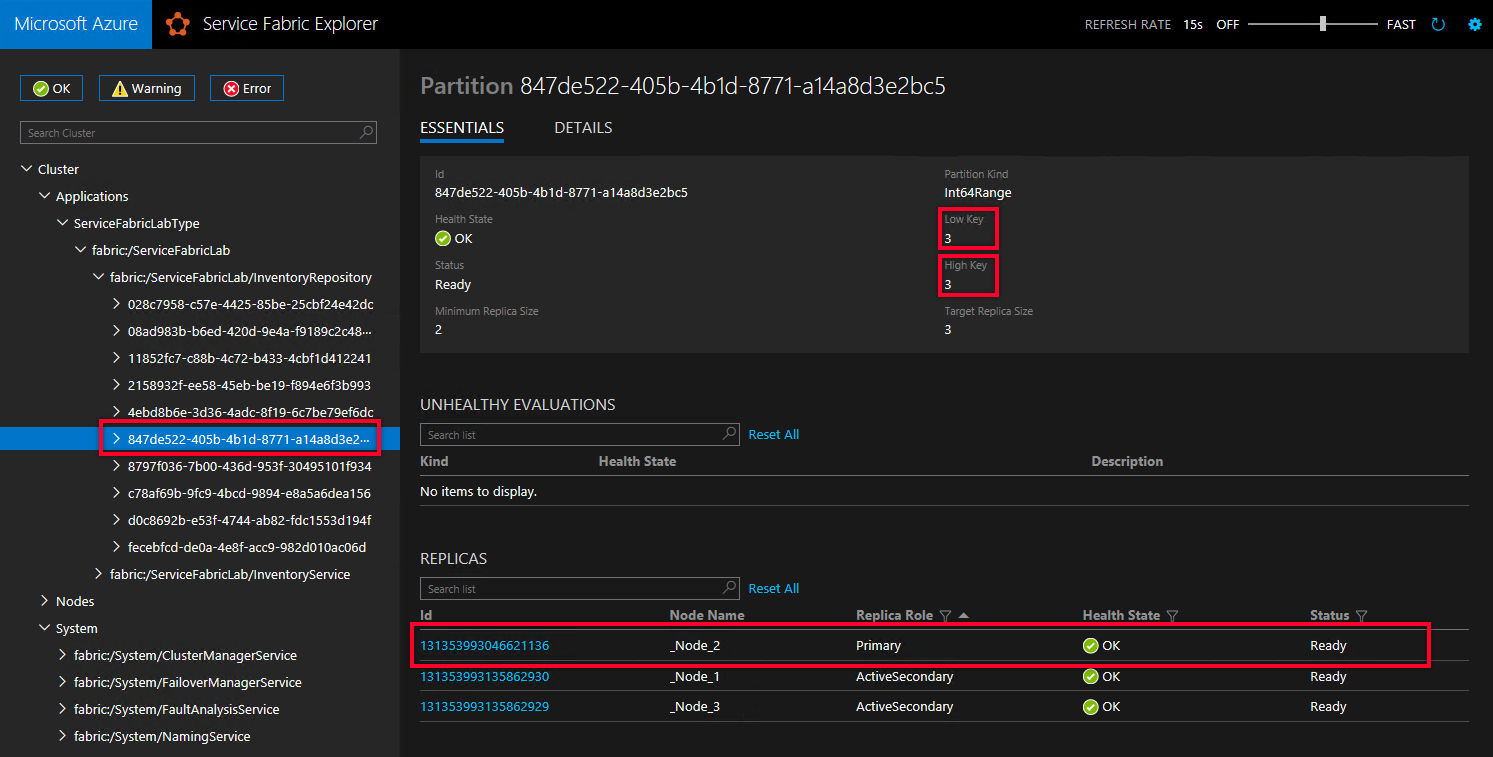 Microsoft Azure Service Fabric Explorer REFRESH RATE 15s OFF FAST
OK Warning Error
Search Cluster
Cluster
Applications
ServiceFabricLabType
fabric:/ServiceFabricLab
fabric:/ServiceFabricLab/InventoryRepository
028c7958-c57e-4425-85be-25cbf24e42dc
08ad983b-b6ed-420d-9e4a-f9189c2c48...
11852fc7-c88b-4c72-b433-4cbf1d412241
2158932f-ee58-45eb-be19-f894e6f3b993
4ebd8b6e-3d36-4adc-8f19-6c7be79ef6dc
847de522-405b-4b1d-8771-a14a8d3e2...
8797f036-7b00-436d-953f-30495101f934
c78af69b-9fc9-4bcd-9894-e8a5a6dea156
d0c8692b-e53f-4744-ab82-fdc1553d194f
fecebfcd-de0a-4e8f-acc9-982d010ac06d
fabric:/ServiceFabricLab/InventoryService
Nodes
System
fabric:/System/ClusterManagerService
fabric:/System/FailoverManagerService
fabric:/System/FaultAnalysisService
fabric:/System/NamingService
Partition 847de522-405b-4b1d-8771-a14a8d3e2bc5
ESSENTIALS DETAILS
Id Partition Kind
847de522-405b-4b1d-8771-a14a8d3e2bc5 Int64Range
Health State Low Key
OK 3
Status High Key
Ready 3
Minimum Replica Size Target Replica Size
2 3
UNHEALTHY EVALUATIONS
Search list Reset All
Kind Health State Description
No items to display.
REPLICAS
Search list Reset All
Id Node Name Replica Role Health State Status
131353993046621136 _Node_2 Primary OK Ready
131353993135862930 _Node_1 ActiveSecondary OK Ready
131353993135862929 _Node_3 ActiveSecondary OK Ready